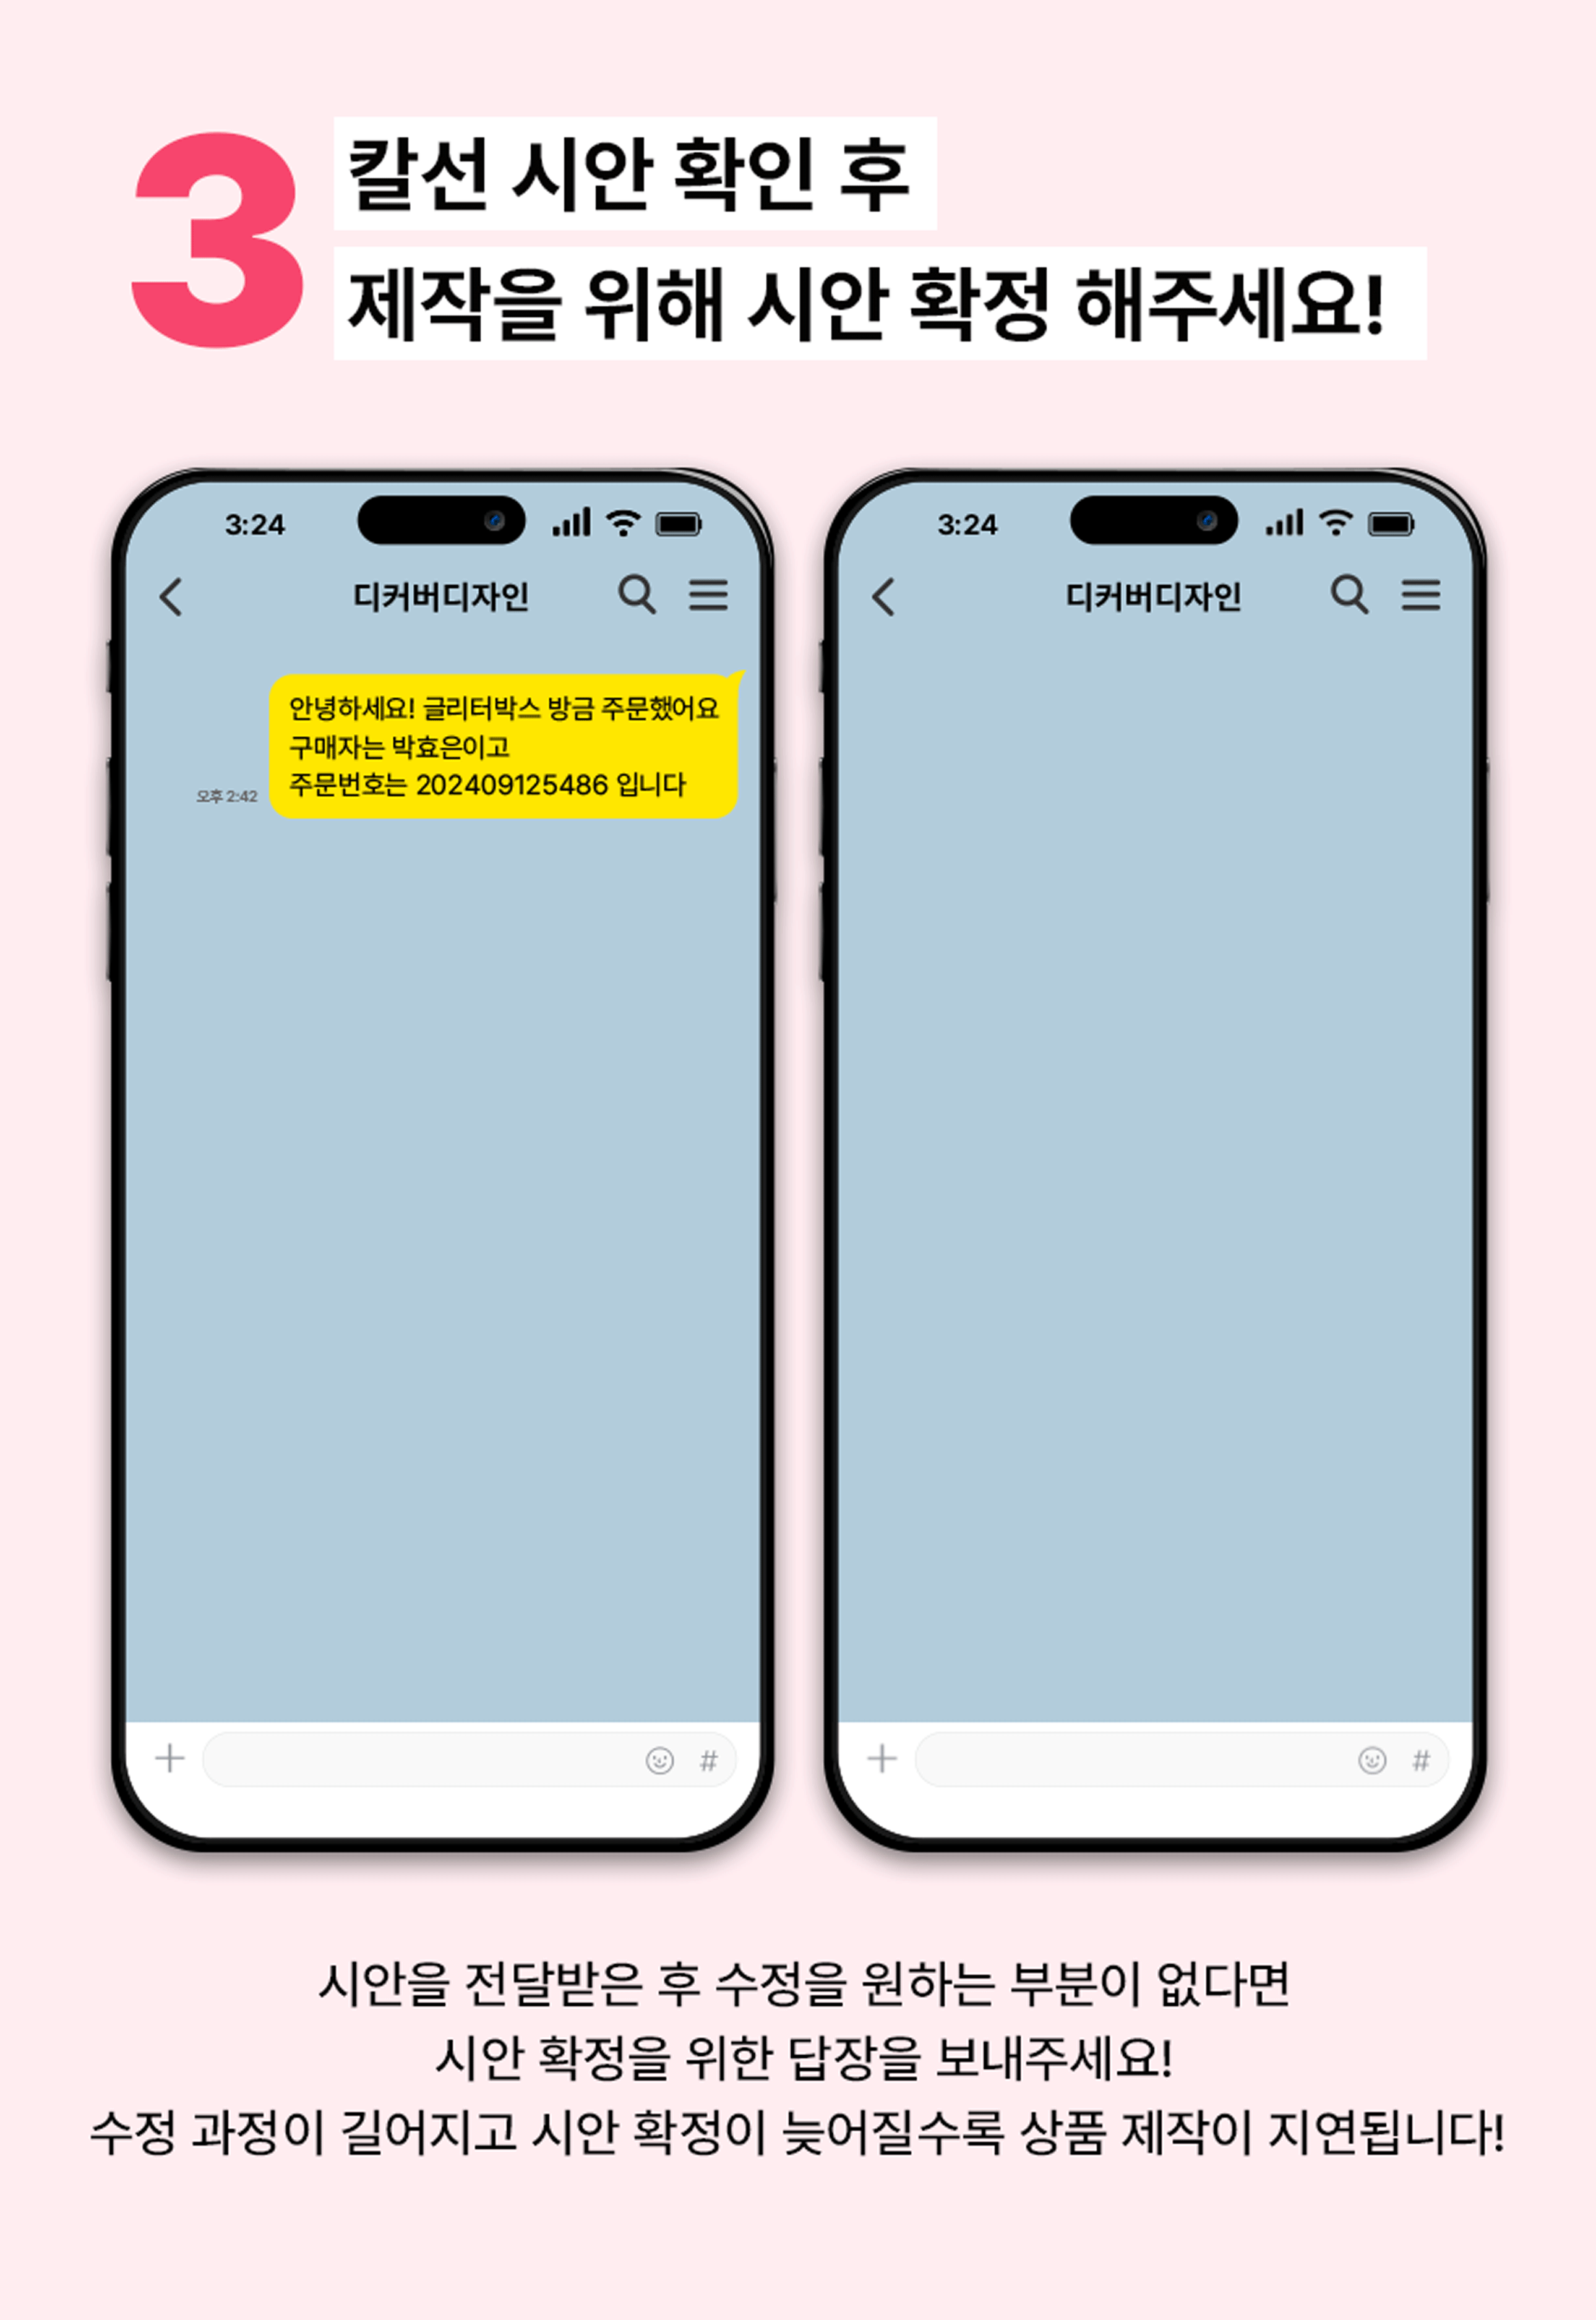 3
칼선 시안 확인 후
제작을 위해 시안 확정 해주세요!
3:24
디커버디자인
안녕하세요! 글리터박스 방금 주문했어요
구매자는 박효은이고
주문번호는 202409125486 입니다
오후 2:42
#
3:24
디커버디자인
#
시안을 전달받은 후 수정을 원하는 부분이 없다면
시안 확정을 위한 답장을 보내주세요!
수정 과정이 길어지고 시안 확정이 늦어질수록 상품 제작이 지연됩니다!